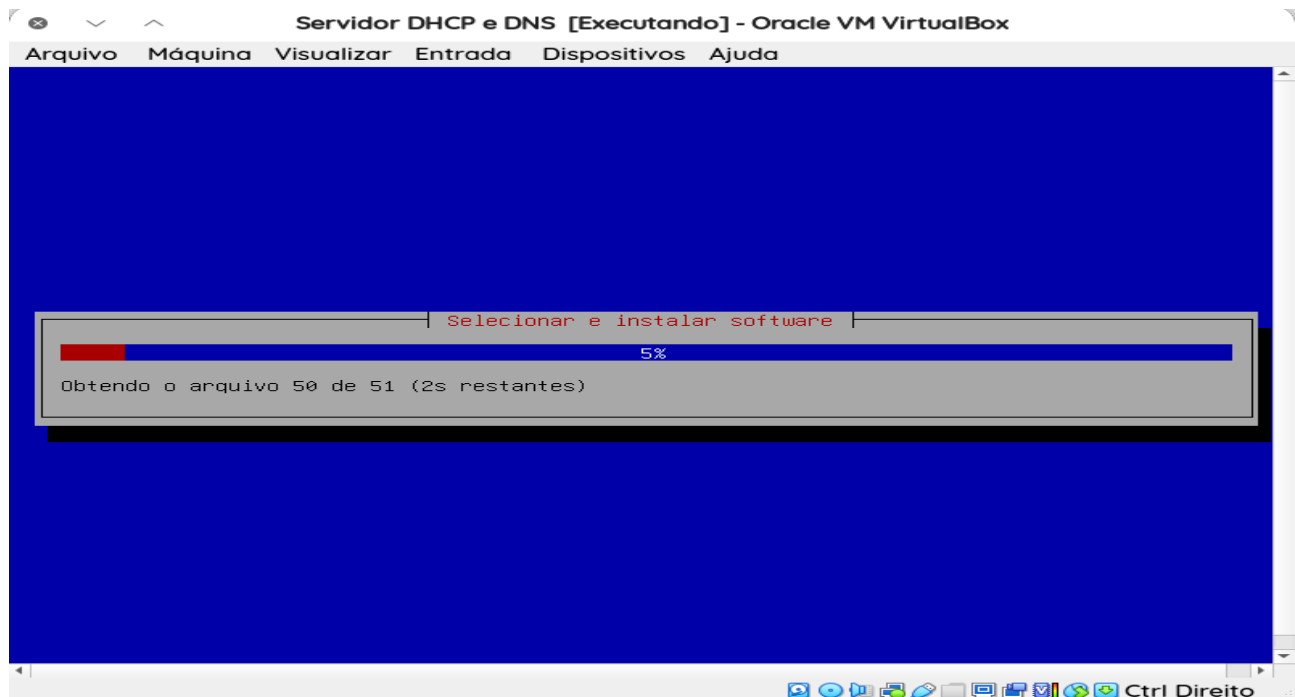 Servidor DHCP e DNS [Executando] - Oracle VM VirtualBox
Arquivo Máquina Visualizar Entrada Dispositivos Ajuda
Selecionar e instalar software
5%
Obtendo o arquivo 50 de 51 (2s restantes)
Ctrl Direito